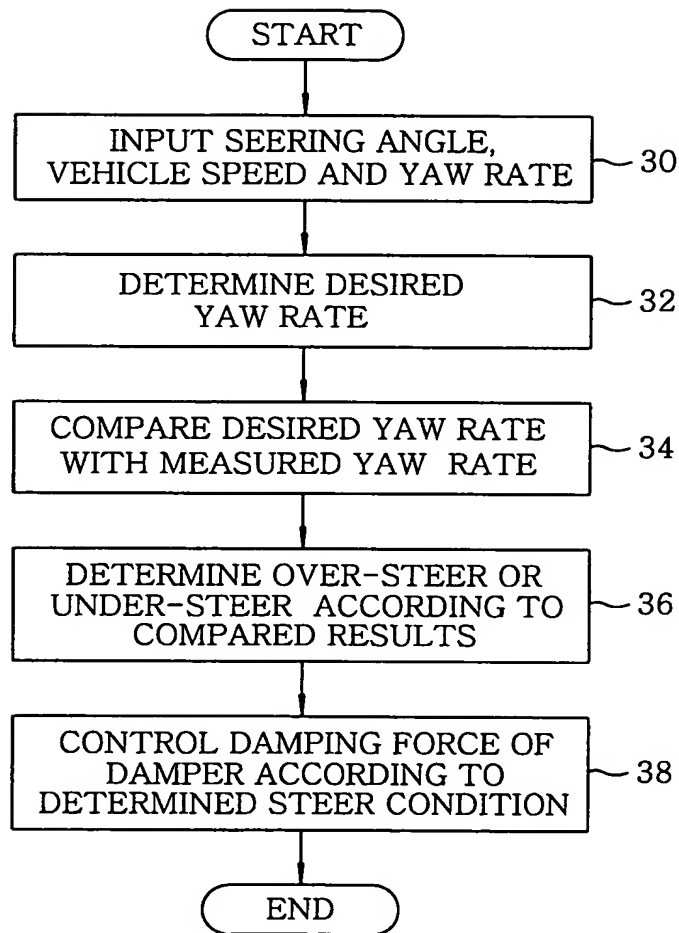 START
INPUT SEERING ANGLE,
VEHICLE SPEED AND YAW RATE
30
DETERMINE DESIRED
YAW RATE
32
COMPARE DESIRED YAW RATE
WITH MEASURED YAW RATE
34
DETERMINE OVER-STEER OR
UNDER-STEER ACCORDING TO
COMPARED RESULTS
36
CONTROL DAMPING FORCE OF
DAMPER ACCORDING TO
DETERMINED STEER CONDITION
38
END